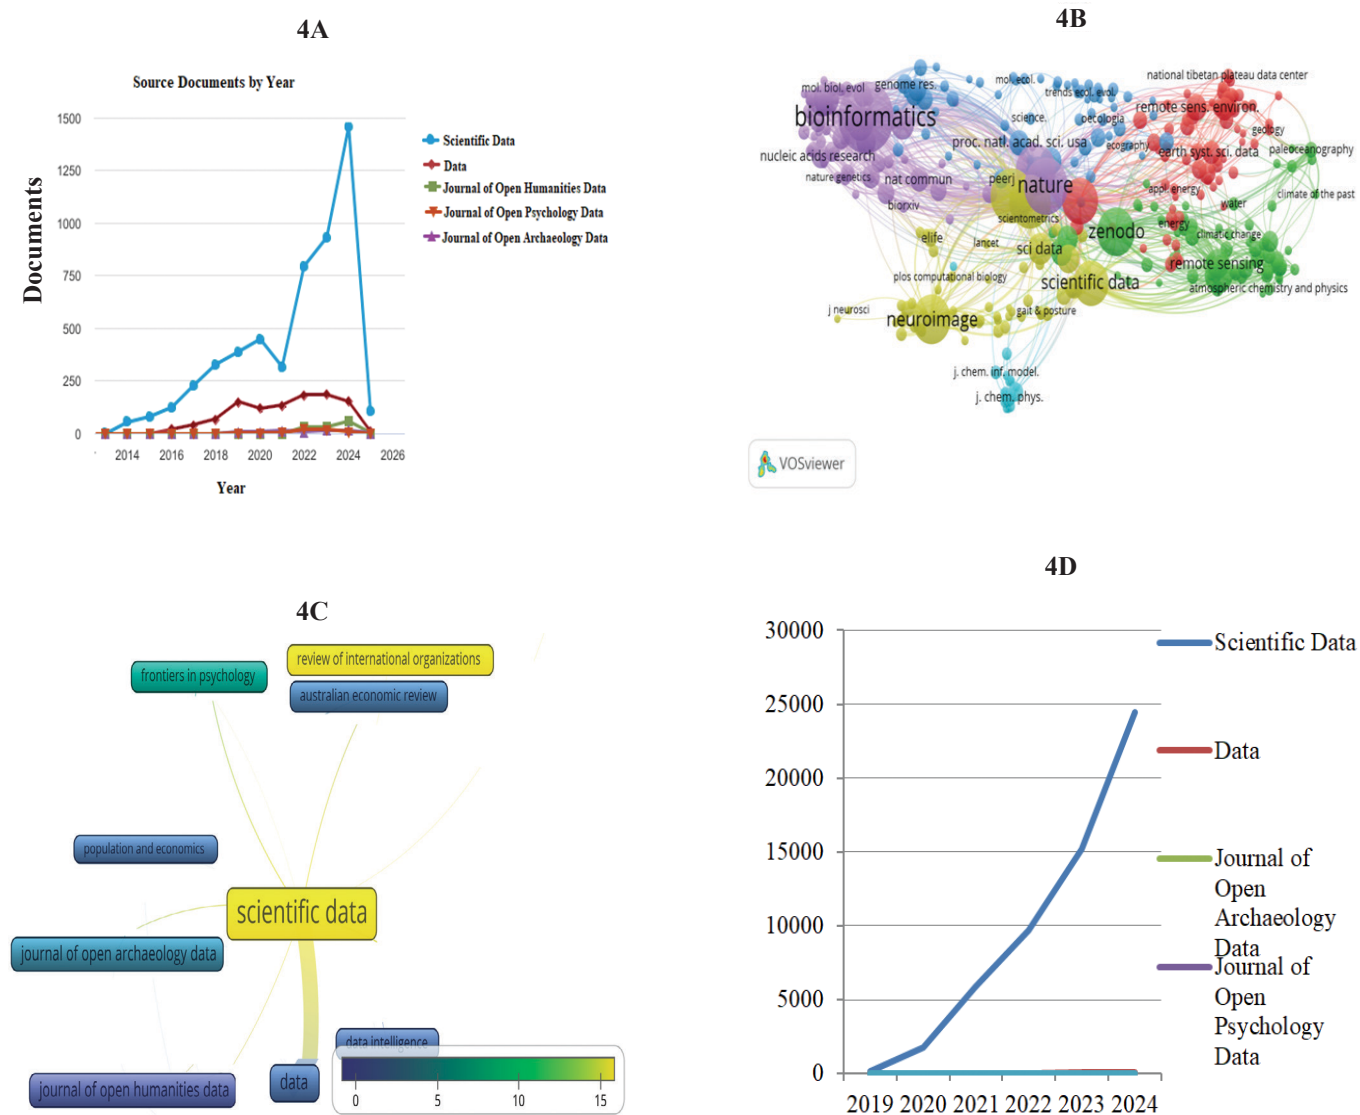 4A
Source Documents by Year
Documents
1500
1250
1000
750
500
250
0
2014 2016 2018 2020 2022 2024 2026
Year
Scientific Data
Data
Journal of Open Humanities Data
Journal of Open Psychology Data
Journal of Open Archaeology Data
4B
mol. biol. evol
genome res.
mol. ecol.
trends ecol. evol.
national tibetan plateau data center
bioinformatics
science.
oecologia
remote sens. environ.
geology
proc. natl. acad. sci. usa
ecography
earth syst. sci. data
paleoceanography
nucleic acids research
nature genetics
nat commun
peerj
nature
appl. energy
climate of the past
biorxiv
scientometrics
water
elife
lancet
sci data
zenodo
energy
climatic change
plos computational biology
scientific data
remote sensing
atmospheric chemistry and physics
j neurosci
neuroimage
gait & posture
j. chem. inf. model.
j. chem. phys.
VOSviewer
4C
frontiers in psychology
review of international organizations
australian economic review
population and economics
scientific data
journal of open archaeology data
data intelligence
data
journal of open humanities data
0 5 10 15
4D
30000
25000
20000
15000
10000
5000
0
2019 2020 2021 2022 2023 2024
Scientific Data
Data
Journal of
Open
Archaeology
Data
Journal of
Open
Psychology
Data